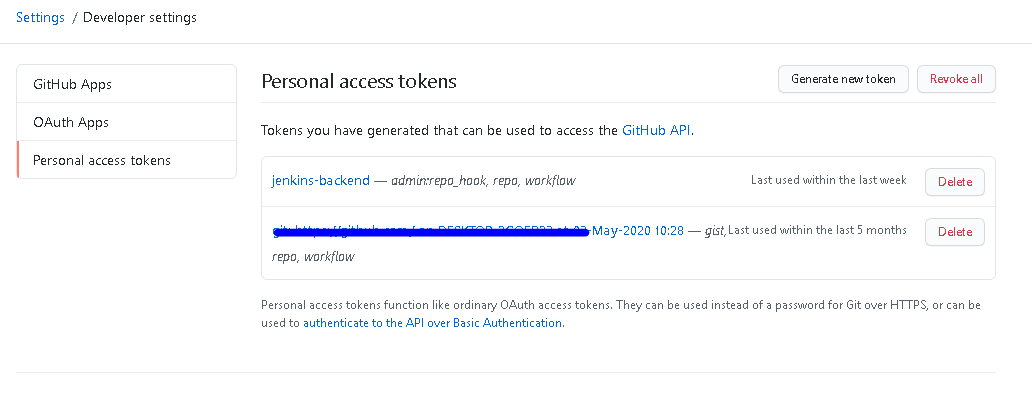 Settings / Developer settings
GitHub Apps
OAuth Apps
Personal access tokens
Personal access tokens
Generate new token
Revoke all
Tokens you have generated that can be used to access the GitHub API.
jenkins-backend — admin:repo_hook, repo, workflow
Last used within the last week
Delete
-May-2020 10:28 — gist,
Last used within the last 5 months
Delete
repo, workflow
Personal access tokens function like ordinary OAuth access tokens. They can be used instead of a password for Git over HTTPS, or can be
used to authenticate to the API over Basic Authentication.